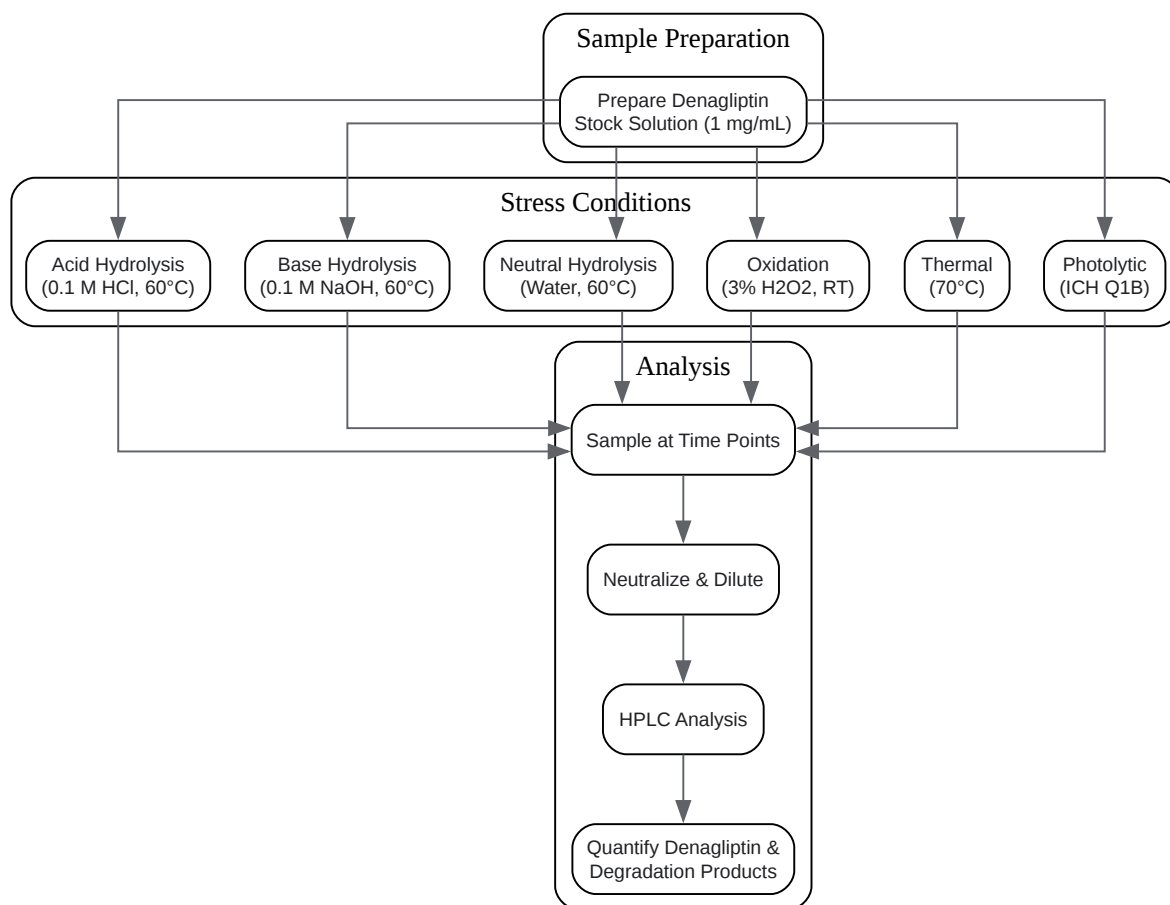 Sample Preparation
Prepare Denagliptin
Stock Solution (1 mg/mL)
Stress Conditions
Acid Hydrolysis
(0.1 M HCl, 60°C)
Base Hydrolysis
(0.1 M NaOH, 60°C)
Neutral Hydrolysis
(Water, 60°C)
Oxidation
(3% H2O2, RT)
Thermal
(70°C)
Photolytic
(ICH Q1B)
Analysis
Sample at Time Points
Neutralize & Dilute
HPLC Analysis
Quantify Denagliptin &
Degradation Products